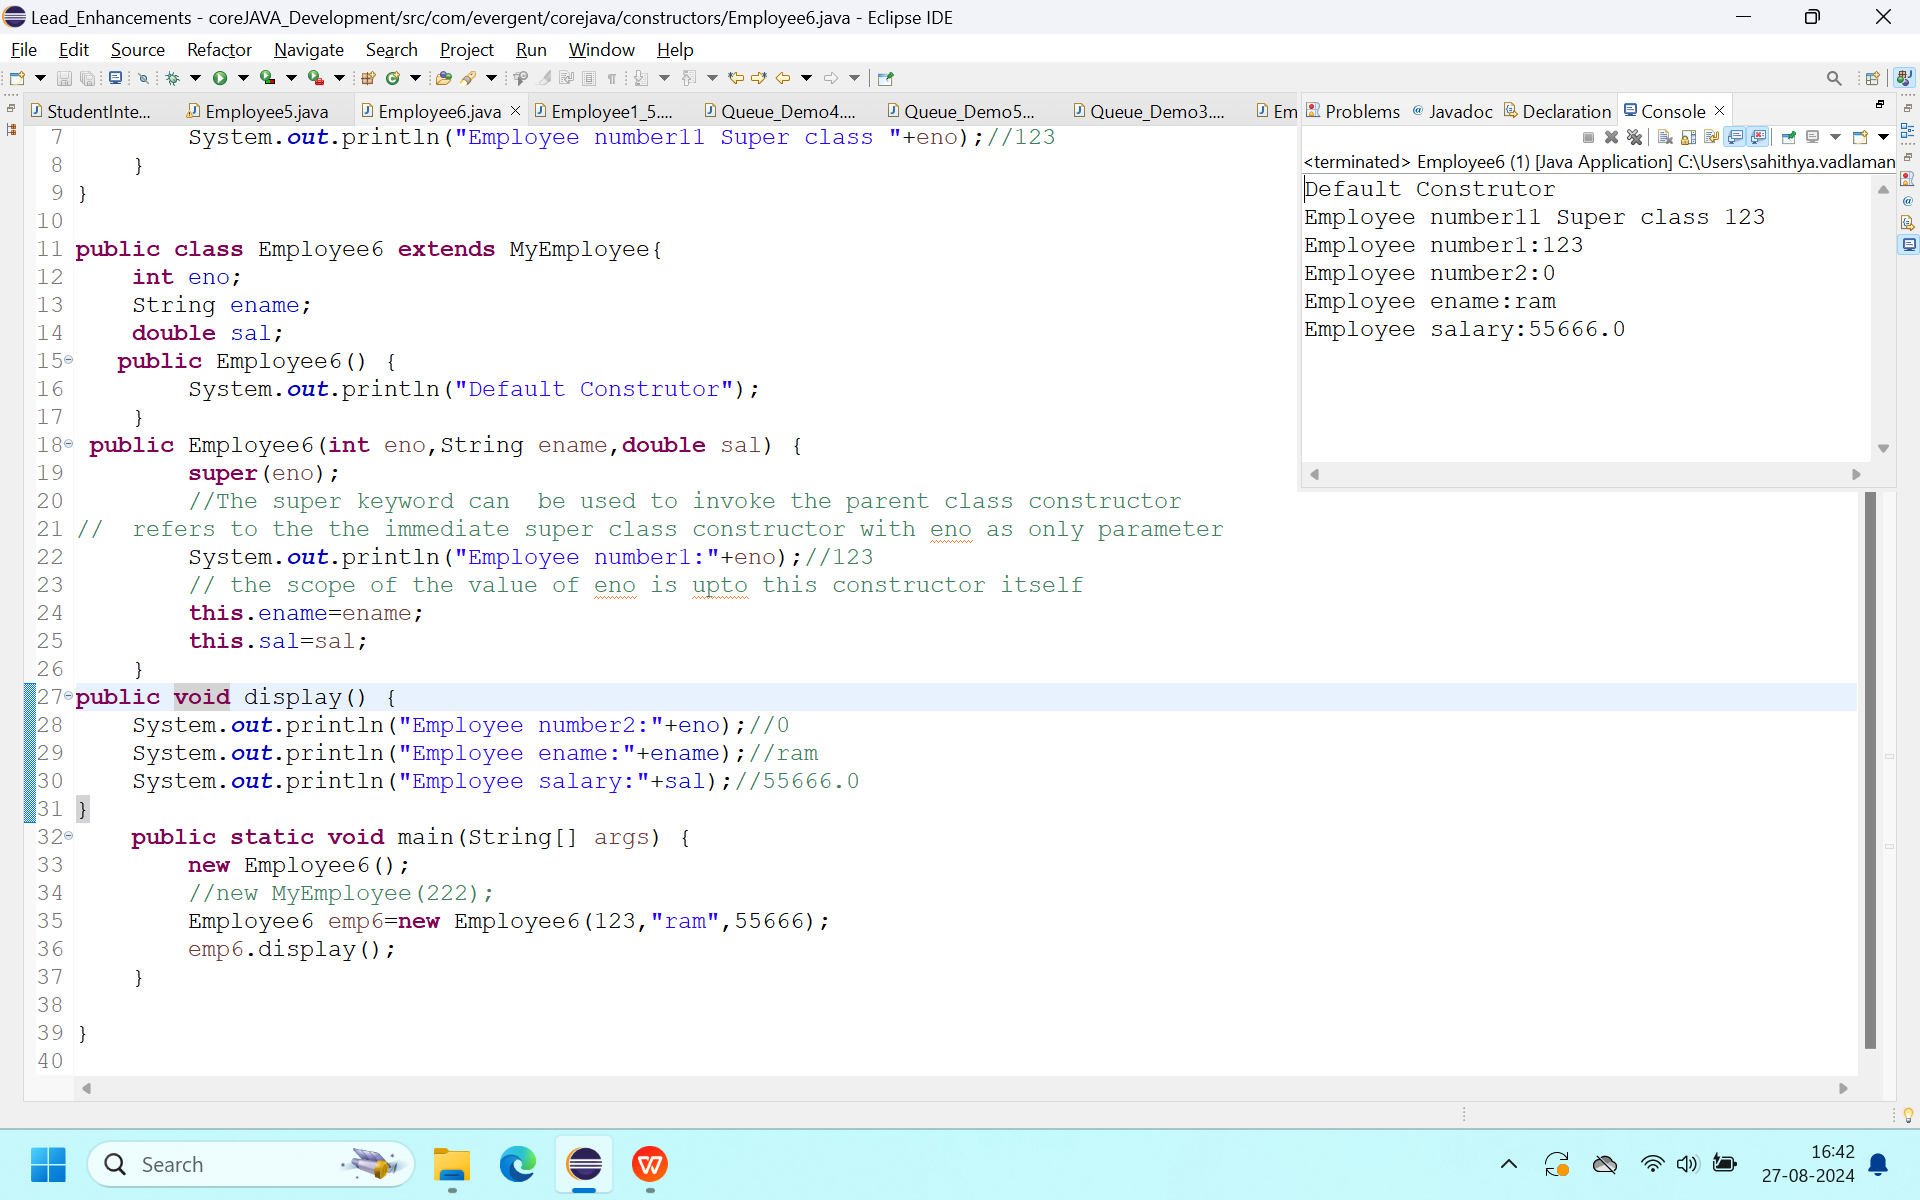 Lead_Enhancements - coreJAVA_Development/src/com/evergent/corejava/constructors/Employee6.java - Eclipse IDE
File Edit Source Refactor Navigate Search Project Run Window Help
StudentInte... Employee5.java Employee6.java Employee1_5.... Queue_Demo4.... Queue_Demo5.... Queue_Demo3.... Em
7 System.out.println("Employee number11 Super class "+eno);//123
8 }
9 }
10
11 public class Employee6 extends MyEmployee{
12 int eno;
13 String ename;
14 double sal;
15 public Employee6() {
16 System.out.println("Default Construtor");
17 }
18 public Employee6(int eno,String ename,double sal) {
19 super(eno);
20 //The super keyword can  be used to invoke the parent class constructor
21 //  refers to the the immediate super class constructor with eno as only parameter
22 System.out.println("Employee number1:"+eno);//123
23 // the scope of the value of eno is upto this constructor itself
24 this.ename=ename;
25 this.sal=sal;
26 }
27 public void display() {
28 System.out.println("Employee number2:"+eno);//0
29 System.out.println("Employee ename:"+ename);//ram
30 System.out.println("Employee salary:"+sal);//55666.0
31 }
32 public static void main(String[] args) {
33 new Employee6();
34 //new MyEmployee(222);
35 Employee6 emp6=new Employee6(123,"ram",55666);
36 emp6.display();
37 }
38
39 }
40
Problems Javadoc Declaration Console
<terminated> Employee6 (1) [Java Application] C:\Users\sahithya.vadlaman
Default Construtor
Employee number11 Super class 123
Employee number1:123
Employee number2:0
Employee ename:ram
Employee salary:55666.0
Search
16:42
27-08-2024